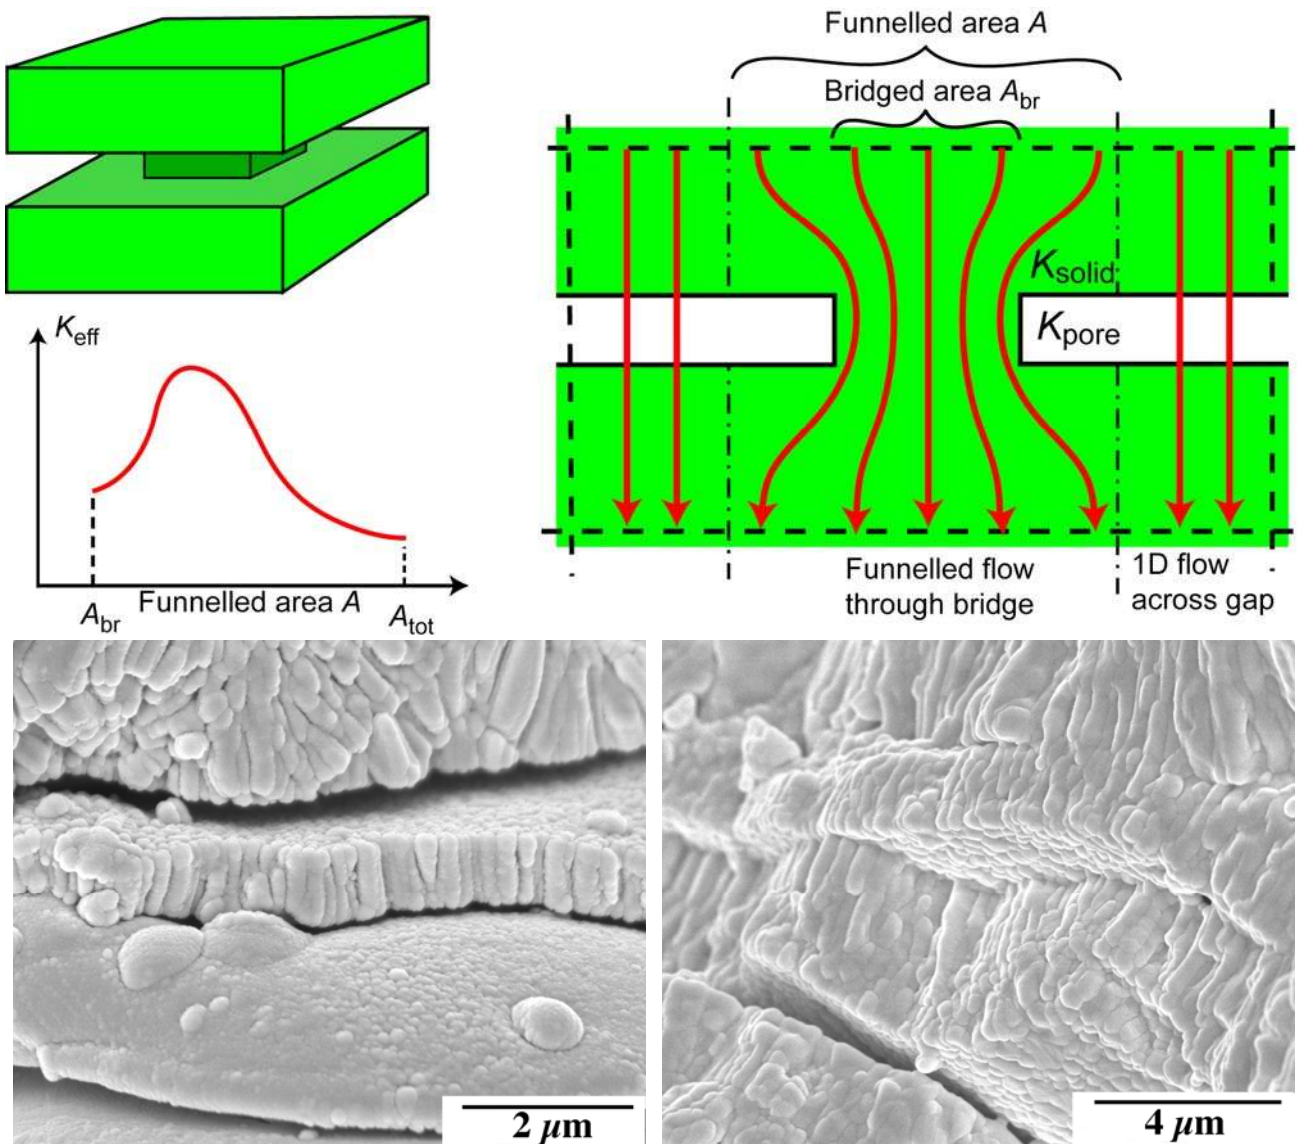 Funnelled area A
Bridged area A_br
K_solid
K_pore
K_eff
Funnelled area A
A_br
A_tot
Funnelled flow
through bridge
1D flow
across gap
2 μm
4 μm